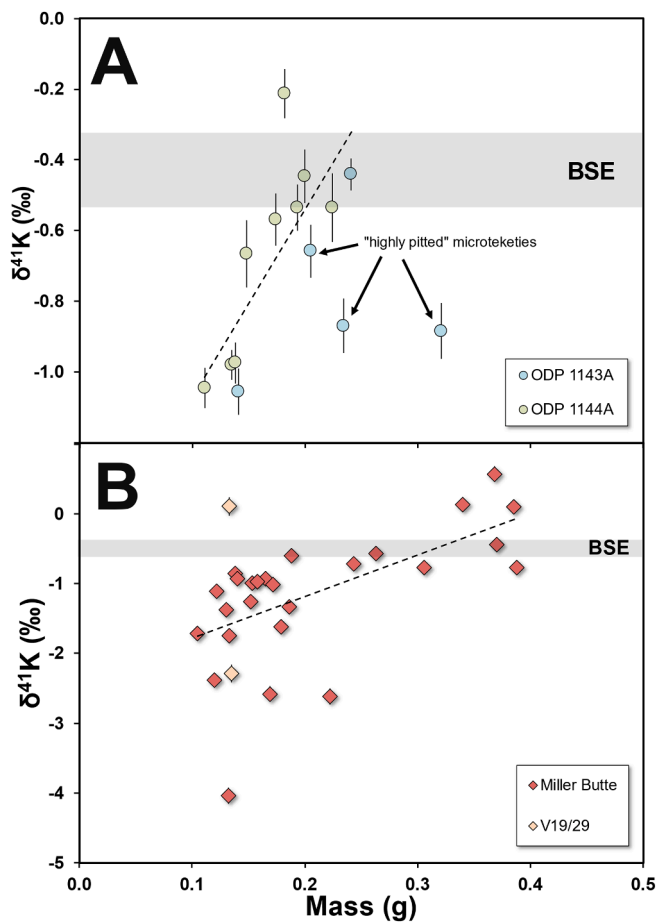 A
0.0
-0.2
-0.4
-0.6
-0.8
-1.0
δ⁴¹K (‰)
BSE
"highly pitted" microteketies
ODP 1143A
ODP 1144A
B
0
-1
-2
-3
-4
-5
δ⁴¹K (‰)
BSE
Miller Butte
V19/29
0.0 0.1 0.2 0.3 0.4 0.5
Mass (g)